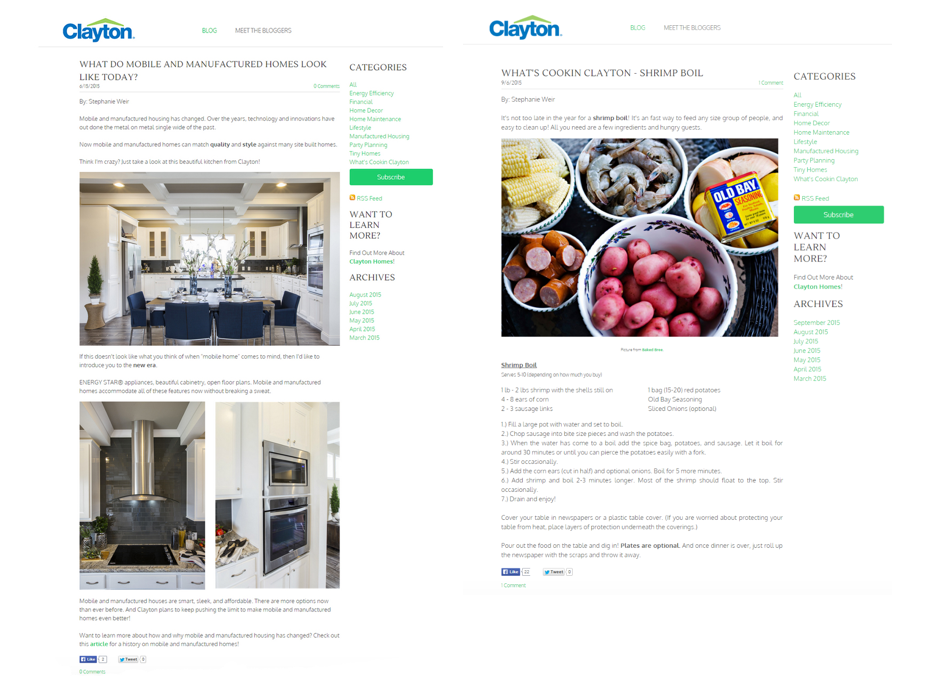 Clayton
BLOG
MEET THE BLOGGERS
WHAT DO MOBILE AND MANUFACTURED HOMES LOOK
LIKE TODAY?
0 Comments
By: Stephanie Weir
Mobile and manufactured housing has changed. Over the years, technology and innovations have
out done the metal on metal single wide of the past.
Now mobile and manufactured homes can match quality and style against many site built homes.
Think I'm crazy? Just take a look at this beautiful kitchen from Clayton!
If this doesn't look like what you think of when "mobile home" comes to mind, then I'd like to
introduce you to the new era.
ENERGY STAR® appliances, beautiful cabinetry, open floor plans. Mobile and manufactured
homes accommodate all of these features now without breaking a sweat.
Mobile and manufactured houses are smart, sleek, and affordable. There are more options now
than ever before. And Clayton plans to keep pushing the limit to make mobile and manufactured
homes even better!
Want to learn more about how and why mobile and manufactured housing has changed? Check out
this article for a history on mobile and manufactured homes!
Like 2
Tweet 0
0 Comments
CATEGORIES
All
Energy Efficiency
Financial
Home Decor
Home Maintenance
Lifestyle
Manufactured Housing
Party Planning
Tiny Homes
What's Cookin Clayton
Subscribe
RSS Feed
WANT TO
LEARN
MORE?
Find Out More About
Clayton Homes!
ARCHIVES
August 2015
July 2015
June 2015
May 2015
April 2015
March 2015
Clayton
BLOG
MEET THE BLOGGERS
WHAT'S COOKIN CLAYTON - SHRIMP BOIL
1 Comment
By: Stephanie Weir
It's not too late in the year for a shrimp boil! It's an fast way to feed any size group of people, and
easy to clean up! All you need are a few ingredients and hungry guests.
OLD BAY
SEASONING
Picture from Baked Bree
Shrimp Boil
Serves 5-10 (depending on how much you buy)
1 lb - 2 lbs shrimp with the shells still on
4 - 8 ears of corn
2 - 3 sausage links
1 bag (15-20) red potatoes
Old Bay Seasoning
Sliced Onions (optional)
1.) Fill a large pot with water and set to boil.
2.) Chop sausage into bite size pieces and wash the potatoes.
3.) When the water has come to a boil add the spice bag, potatoes, and sausage. Let it boil for
around 30 minutes or until you can pierce the potatoes easily with a fork.
4.) Stir occasionally.
5.) Add the corn ears (cut in half) and optional onions. Boil for 5 more minutes.
6.) Add shrimp and boil 2-3 minutes longer. Most of the shrimp should float to the top. Stir
occasionally.
7.) Drain and enjoy!
Cover your table in newspapers or a plastic table cover. (If you are worried about protecting your
table from heat, place layers of protection underneath the coverings.)
Pour out the food on the table and dig in! Plates are optional. And once dinner is over, just roll up
the newspaper with the scraps and throw it away.
Like 22
Tweet 0
1 Comment
CATEGORIES
All
Energy Efficiency
Financial
Home Decor
Home Maintenance
Lifestyle
Manufactured Housing
Party Planning
Tiny Homes
What's Cookin Clayton
RSS Feed
Subscribe
WANT TO
LEARN
MORE?
Find Out More About
Clayton Homes!
ARCHIVES
September 2015
August 2015
July 2015
June 2015
May 2015
April 2015
March 2015